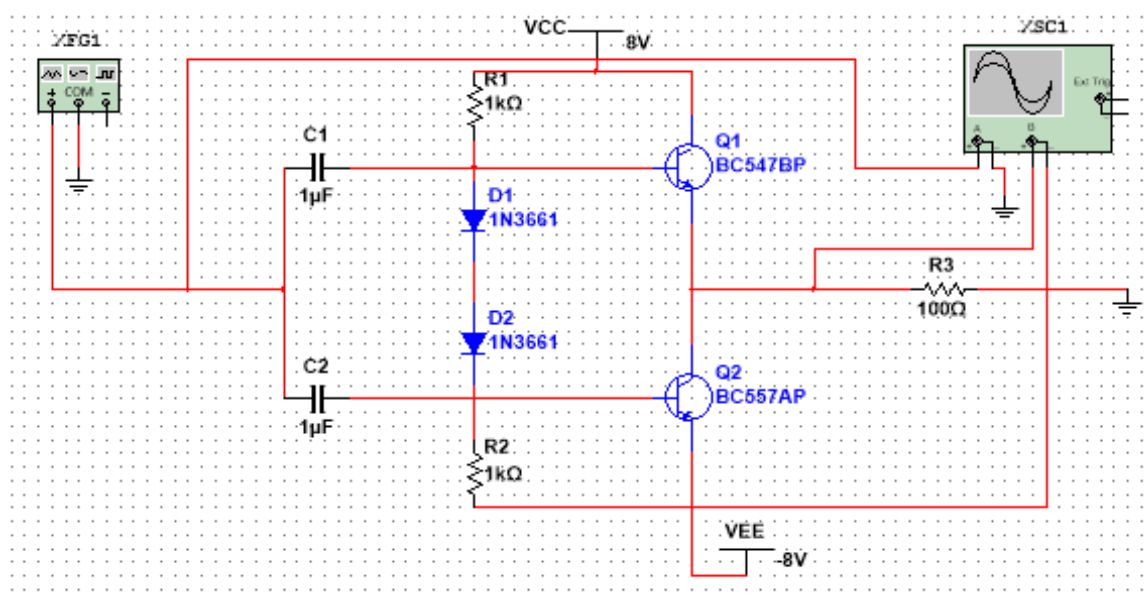 XFG1
COM
VCC
8V
XSC1
Ext Trig
A
B
R1
1kΩ
C1
1µF
Q1
BC547BP
D1
1N3661
R3
100Ω
D2
1N3661
C2
1µF
Q2
BC557AP
R2
1kΩ
VEE
-8V